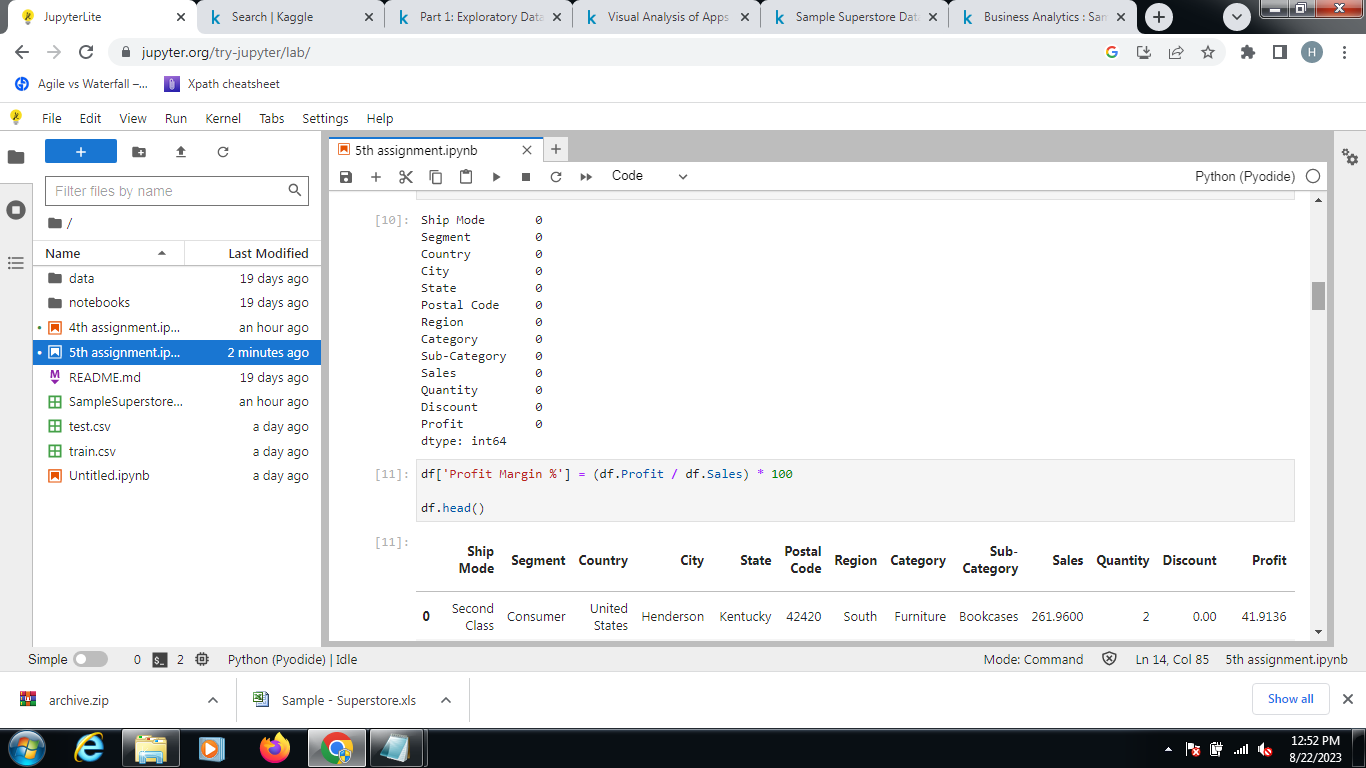 JupyterLite
Search | Kaggle
Part 1: Exploratory Data
Visual Analysis of Apps
Sample Superstore Data
Business Analytics : Sam
jupyter.org/try-jupyter/lab/
H
Agile vs Waterfall –...
Xpath cheatsheet
File Edit View Run Kernel Tabs Settings Help
5th assignment.ipynb
Filter files by name
Code
Python (Pyodide)
/
Name Last Modified
data 19 days ago
notebooks 19 days ago
4th assignment.ip... an hour ago
5th assignment.ip... 2 minutes ago
README.md 19 days ago
SampleSuperstore... an hour ago
test.csv a day ago
train.csv a day ago
Untitled.ipynb a day ago
[10]: Ship Mode 0
Segment 0
Country 0
City 0
State 0
Postal Code 0
Region 0
Category 0
Sub-Category 0
Sales 0
Quantity 0
Discount 0
Profit 0
dtype: int64
[11]: df['Profit Margin %'] = (df.Profit / df.Sales) * 100
df.head()
[11]:
Ship Mode Segment Country City State Postal Code Region Category Sub-Category Sales Quantity Discount Profit
0 Second Class Consumer United States Henderson Kentucky 42420 South Furniture Bookcases 261.9600 2 0.00 41.9136
Simple 0 2 Python (Pyodide) | Idle Mode: Command Ln 14, Col 85 5th assignment.ipynb
archive.zip
Sample - Superstore.xls
Show all
12:52 PM
8/22/2023